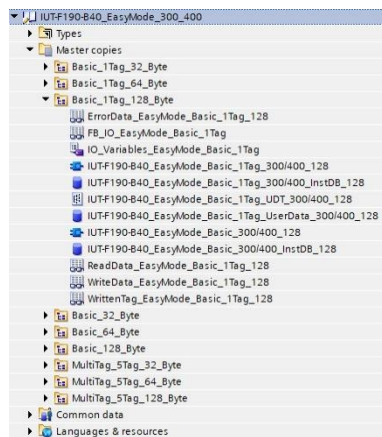 IUT-F190-B40_EasyMode_300_400
Types
Master copies
Basic_1Tag_32_Byte
Basic_1Tag_64_Byte
Basic_1Tag_128_Byte
ErrorData_EasyMode_Basic_1Tag_128
FB_IO_EasyMode_Basic_1Tag
IO_Variables_EasyMode_Basic_1Tag
IUT-F190-B40_EasyMode_Basic_1Tag_300/400_128
IUT-F190-B40_EasyMode_Basic_1Tag_300/400_InstDB_128
IUT-F190-B40_EasyMode_Basic_1Tag_UDT_300/400_128
IUT-F190-B40_EasyMode_Basic_1Tag_UserData_300/400_128
IUT-F190-B40_EasyMode_Basic_300/400_128
IUT-F190-B40_EasyMode_Basic_300/400_InstDB_128
ReadData_EasyMode_Basic_1Tag_128
WriteData_EasyMode_Basic_1Tag_128
WrittenTag_EasyMode_Basic_1Tag_128
Basic_32_Byte
Basic_64_Byte
Basic_128_Byte
MultiTag_5Tag_32_Byte
MultiTag_5Tag_64_Byte
MultiTag_5Tag_128_Byte
Common data
Languages & resources